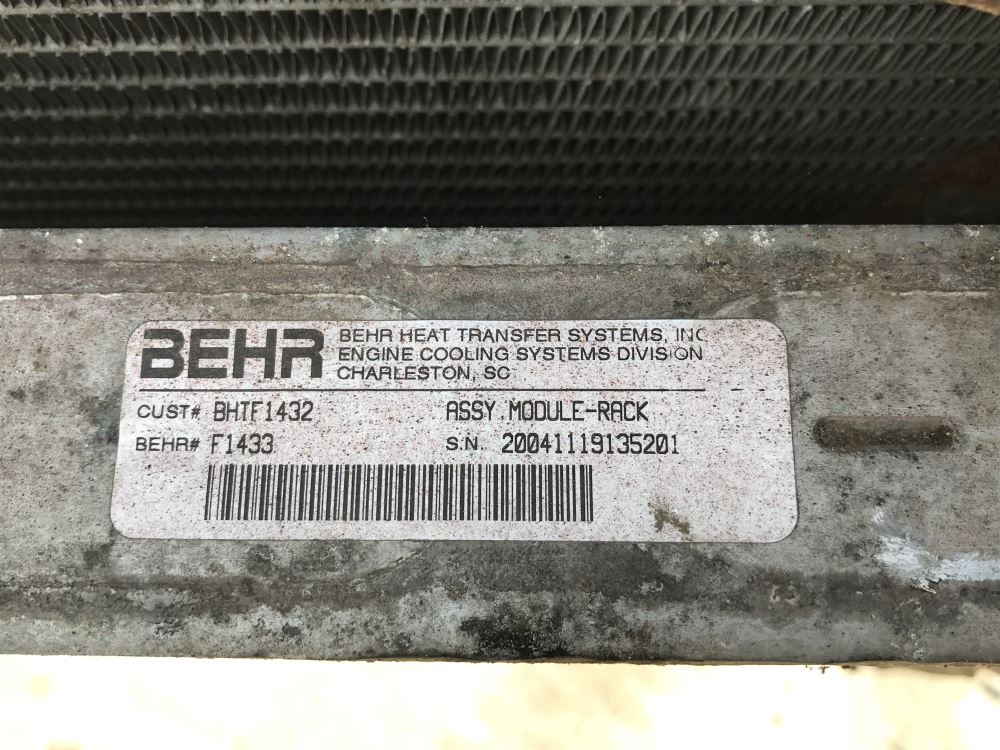 BEHR
BEHR HEAT TRANSFER SYSTEMS, INC
ENGINE COOLING SYSTEMS DIVISION
CHARLESTON, SC
CUST# BHTF1432 ASSY MODULE-RACK
BEHR# F1433 S.N. 20041119135201